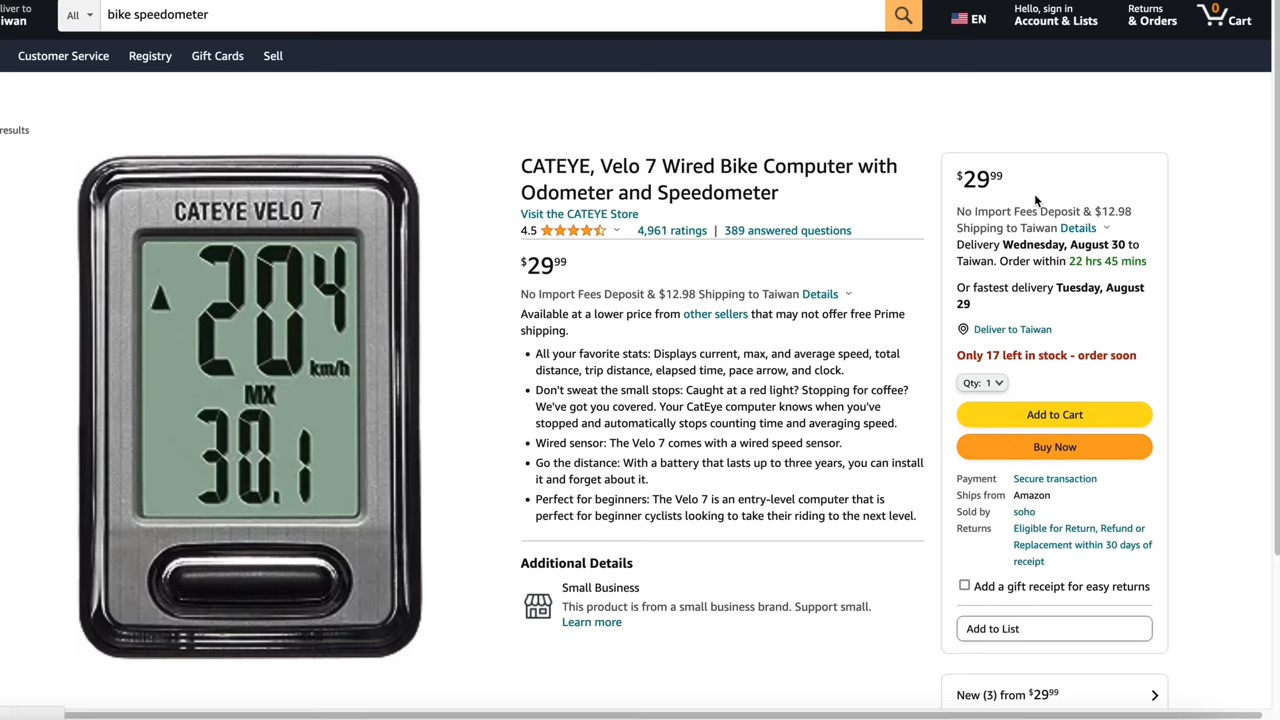 liver to
iwan
All
bike speedometer
EN
Hello, sign in
Account & Lists
Returns
& Orders
0
Cart
Customer Service
Registry
Gift Cards
Sell
results
CATEYE VELO 7
20.4
km/h
MX
30.1
CATEYE, Velo 7 Wired Bike Computer with
Odometer and Speedometer
Visit the CATEYE Store
4.5
4,961 ratings | 389 answered questions
$29.99
No Import Fees Deposit & $12.98 Shipping to Taiwan Details
Available at a lower price from other sellers that may not offer free Prime
shipping.
• All your favorite stats: Displays current, max, and average speed, total
distance, trip distance, elapsed time, pace arrow, and clock.
• Don't sweat the small stops: Caught at a red light? Stopping for coffee?
We've got you covered. Your CatEye computer knows when you've
stopped and automatically stops counting time and averaging speed.
• Wired sensor: The Velo 7 comes with a wired speed sensor.
• Go the distance: With a battery that lasts up to three years, you can install
it and forget about it.
• Perfect for beginners: The Velo 7 is an entry-level computer that is
perfect for beginner cyclists looking to take their riding to the next level.
Additional Details
Small Business
This product is from a small business brand. Support small.
Learn more
$29.99
No Import Fees Deposit & $12.98
Shipping to Taiwan Details
Delivery Wednesday, August 30 to
Taiwan. Order within 22 hrs 45 mins
Or fastest delivery Tuesday, August
29
Deliver to Taiwan
Only 17 left in stock - order soon
Qty: 1
Add to Cart
Buy Now
Payment Secure transaction
Ships from Amazon
Sold by soho
Returns Eligible for Return, Refund or
Replacement within 30 days of
receipt
Add a gift receipt for easy returns
Add to List
New (3) from $29.99